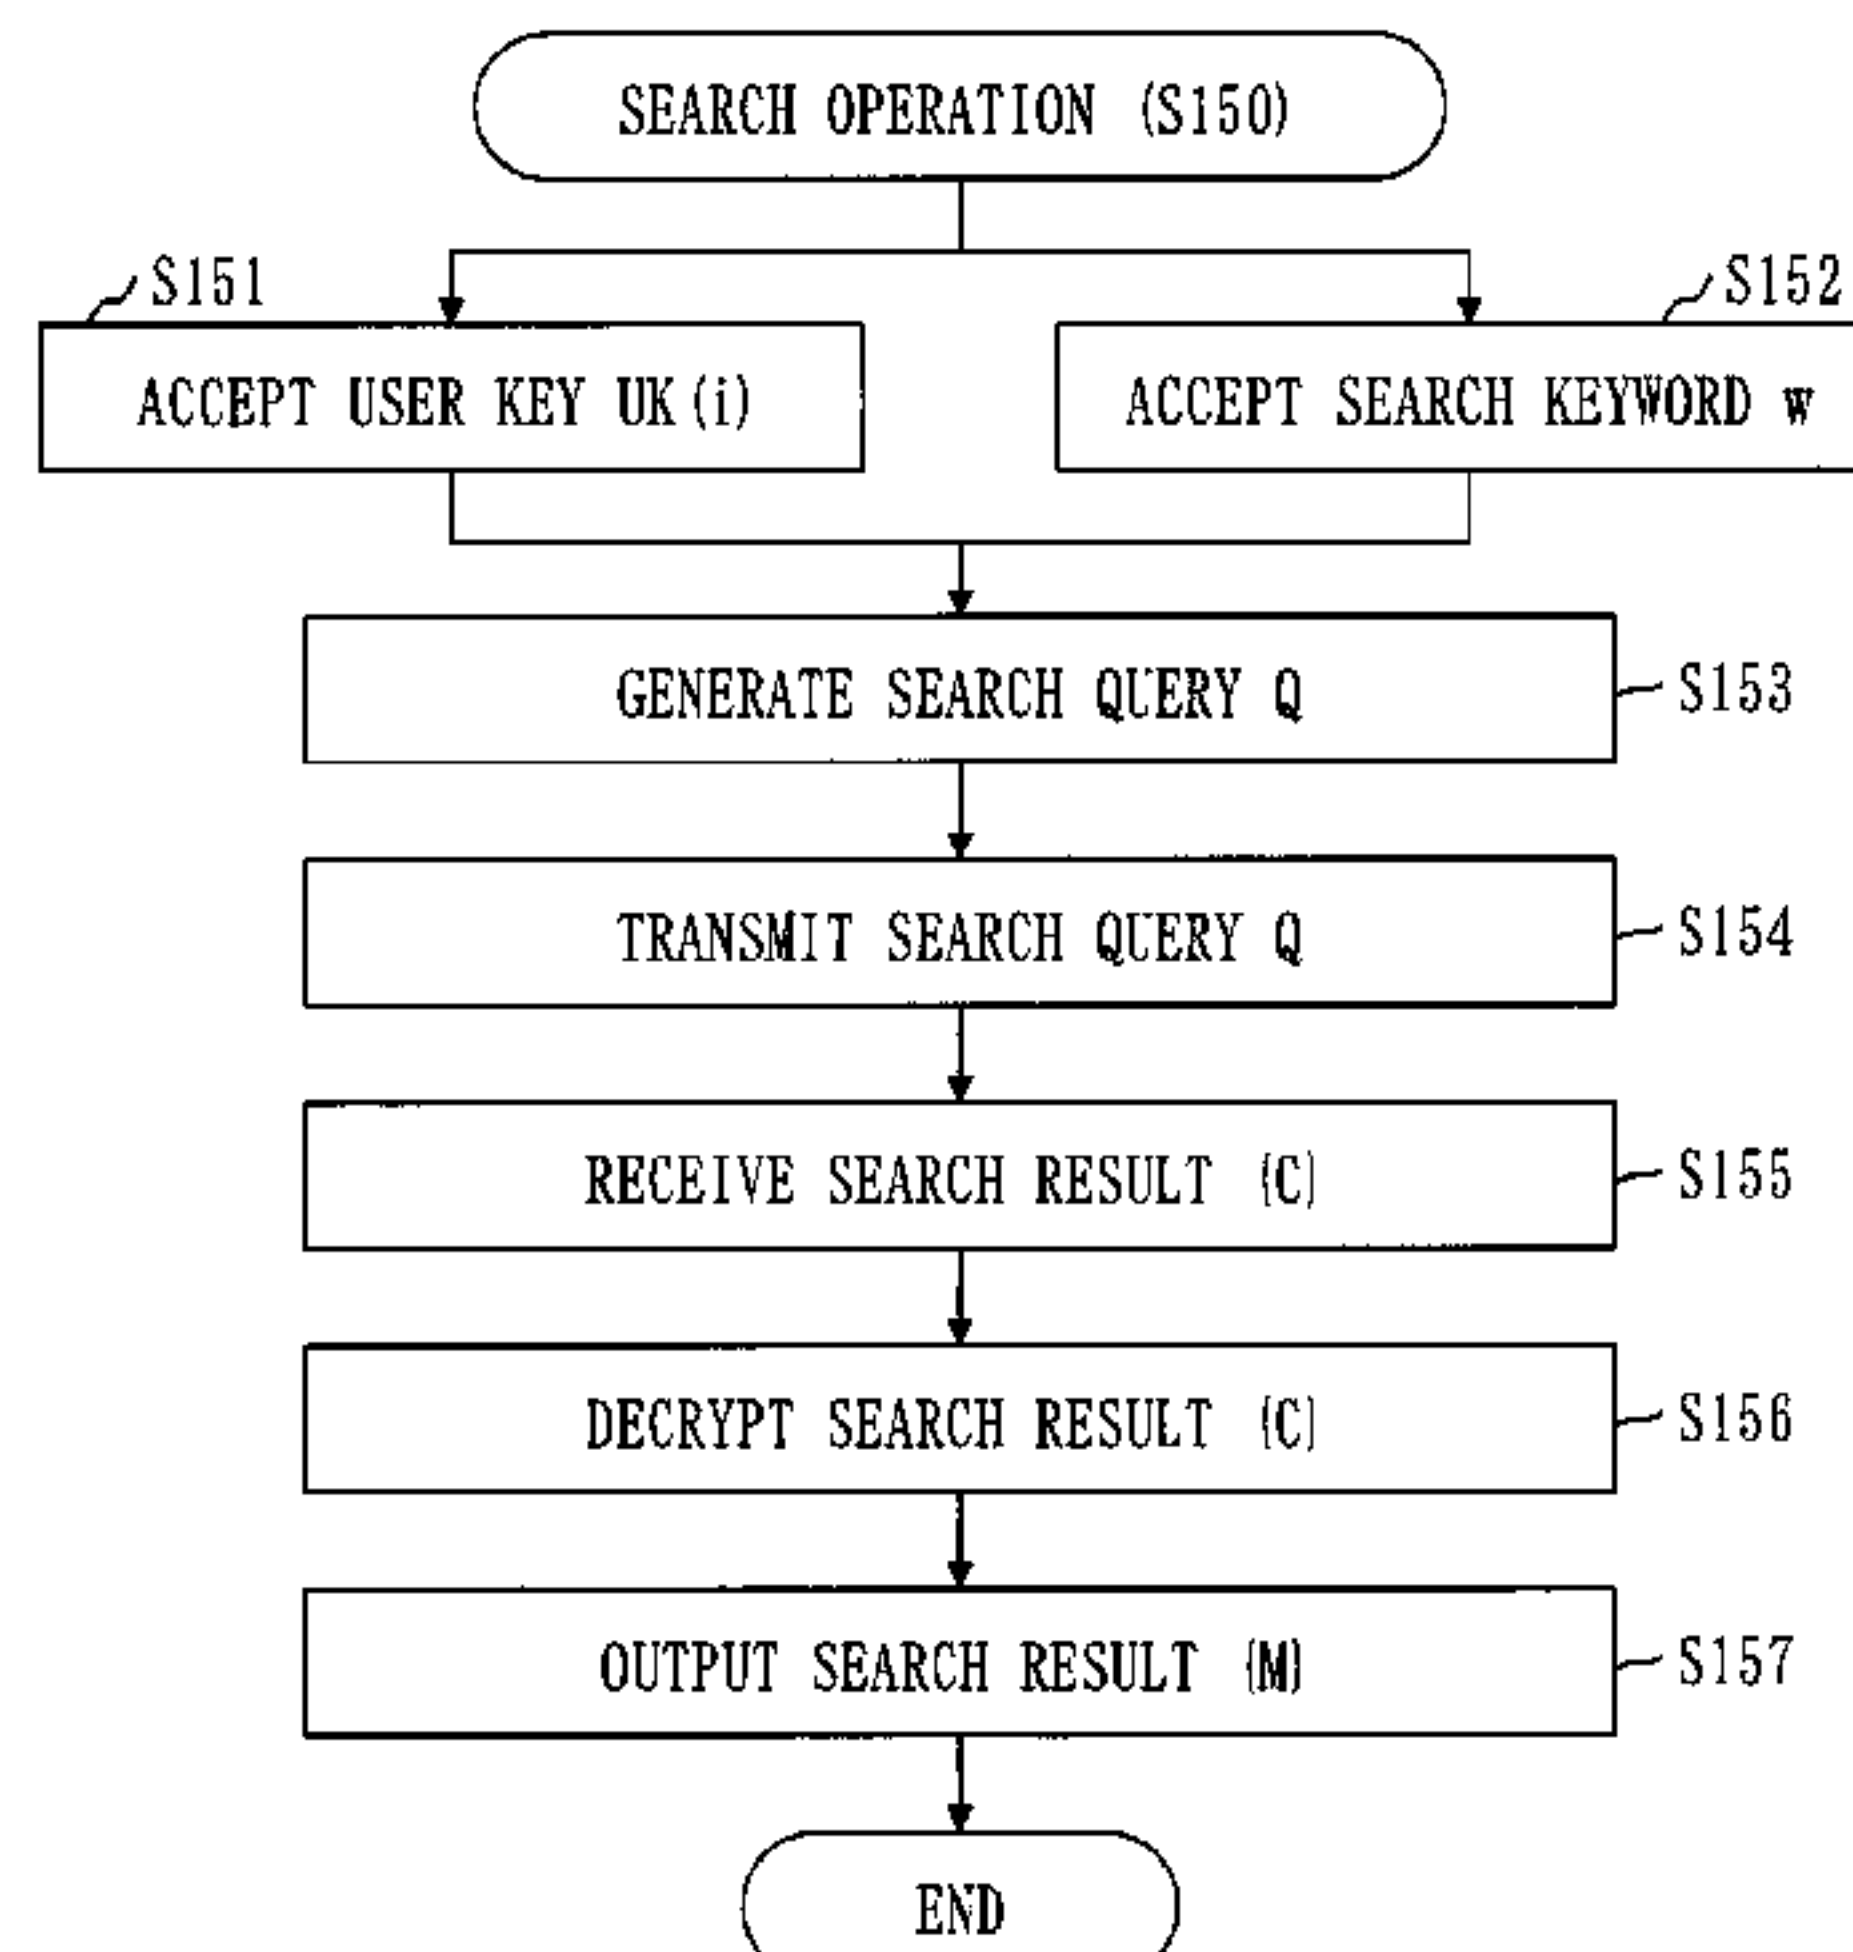 SEARCH OPERATION (S150)
S151
S152
ACCEPT USER KEY UK(i)
ACCEPT SEARCH KEYWORD w
GENERATE SEARCH QUERY Q
S153
TRANSMIT SEARCH QUERY Q
S154
RECEIVE SEARCH RESULT {C}
S155
DECRYPT SEARCH RESULT {C}
S156
OUTPUT SEARCH RESULT {M}
S157
END